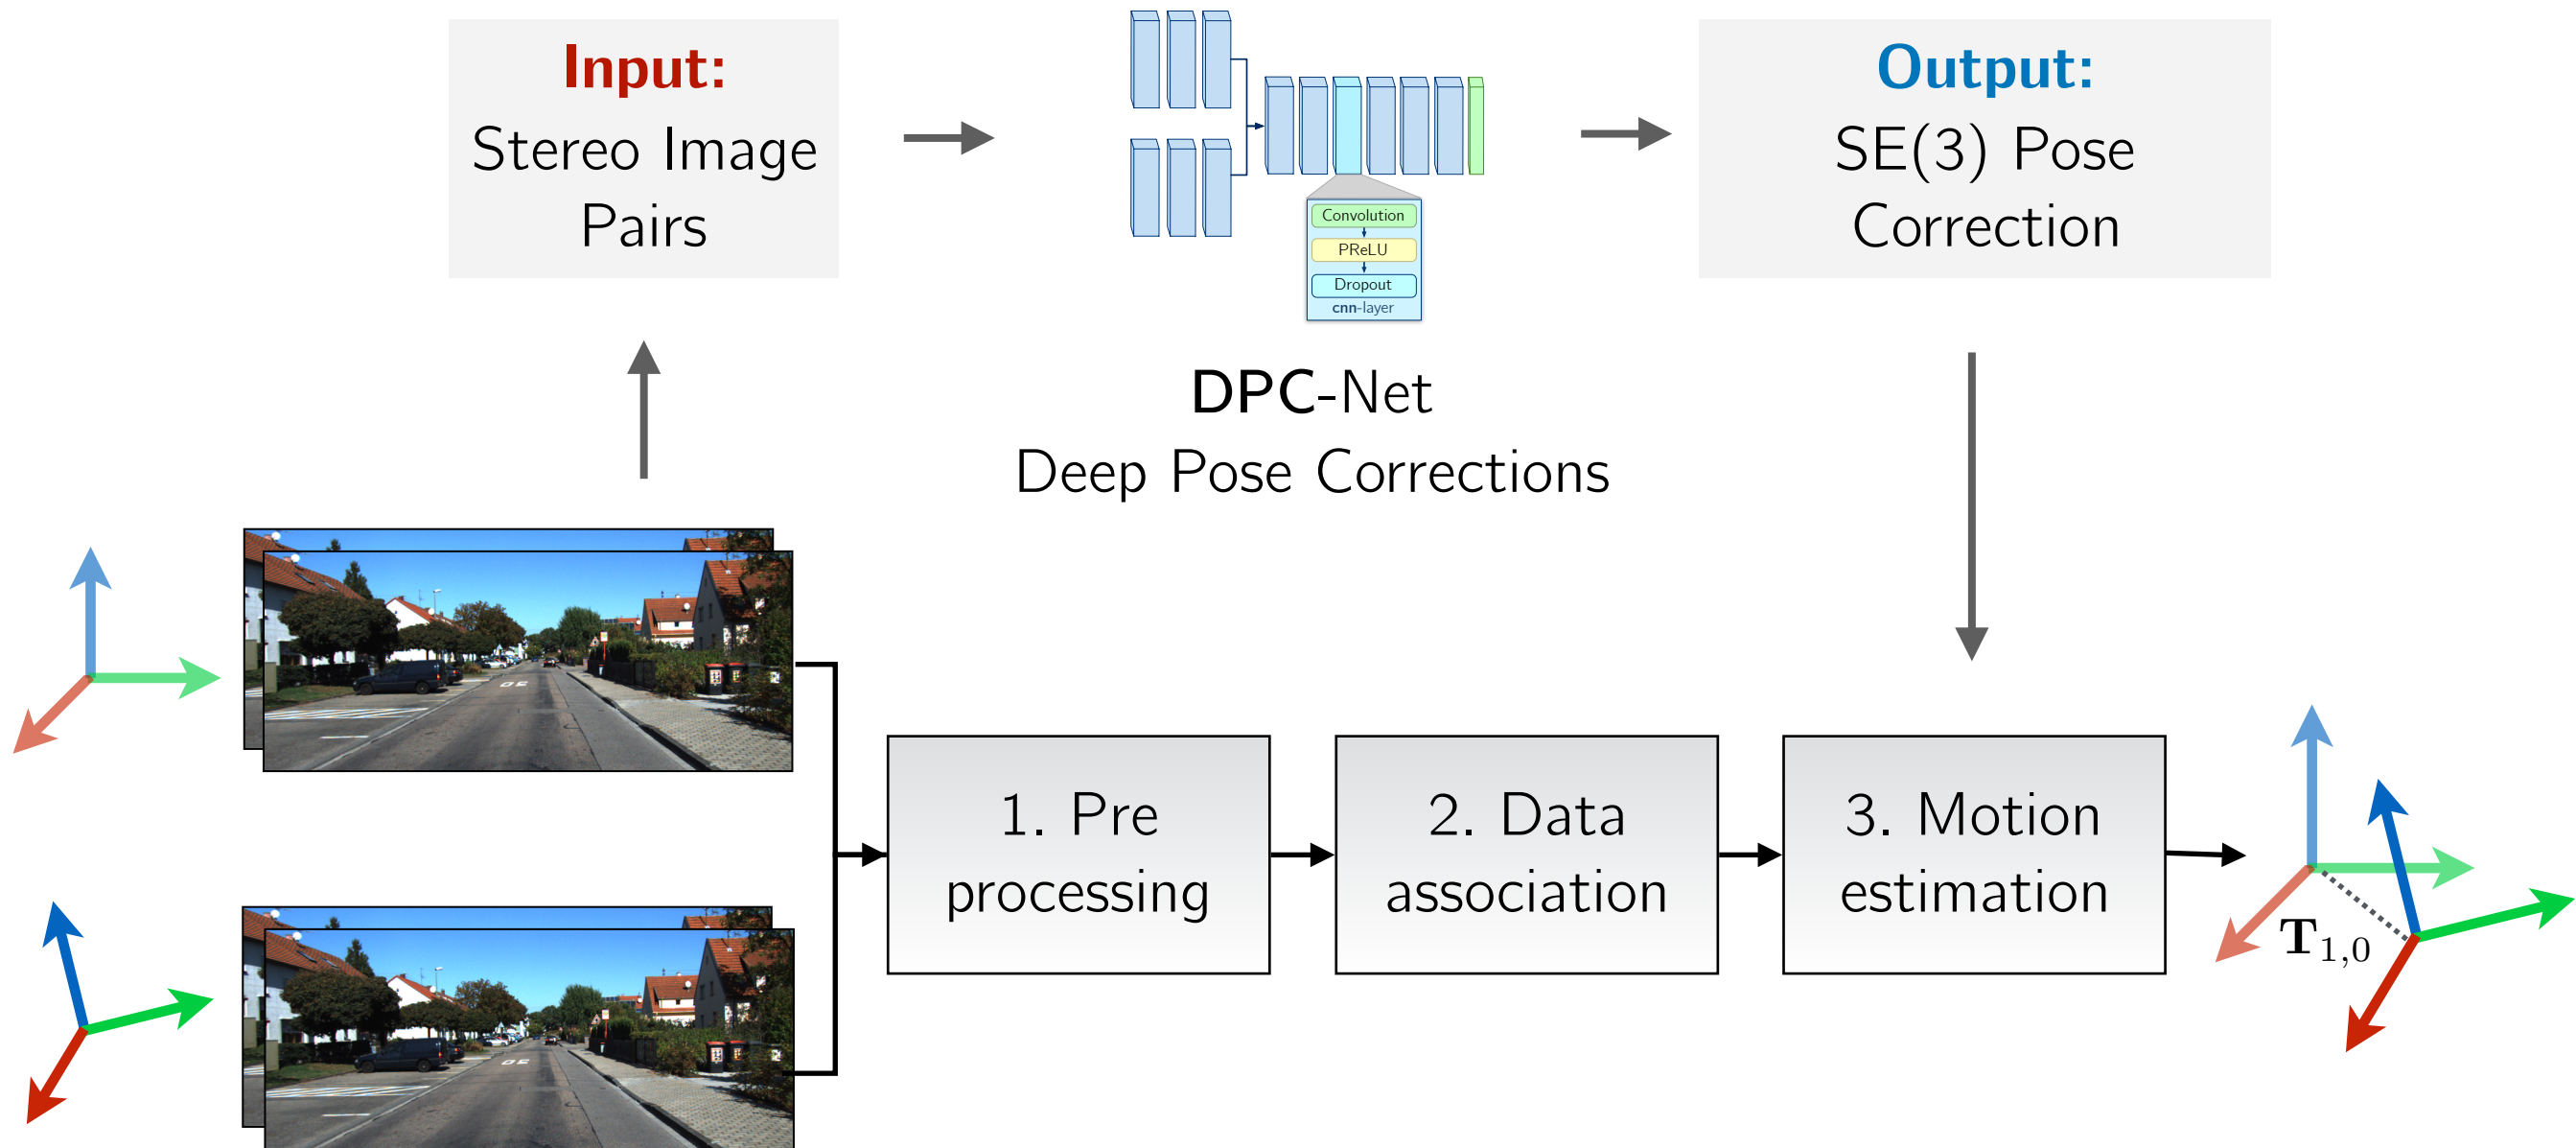 Input:
Stereo Image
Pairs
Convolution
PReLU
Dropout
cnn-layer
DPC-Net
Deep Pose Corrections
Output:
SE(3) Pose
Correction
1. Pre
processing
2. Data
association
3. Motion
estimation
T1,0